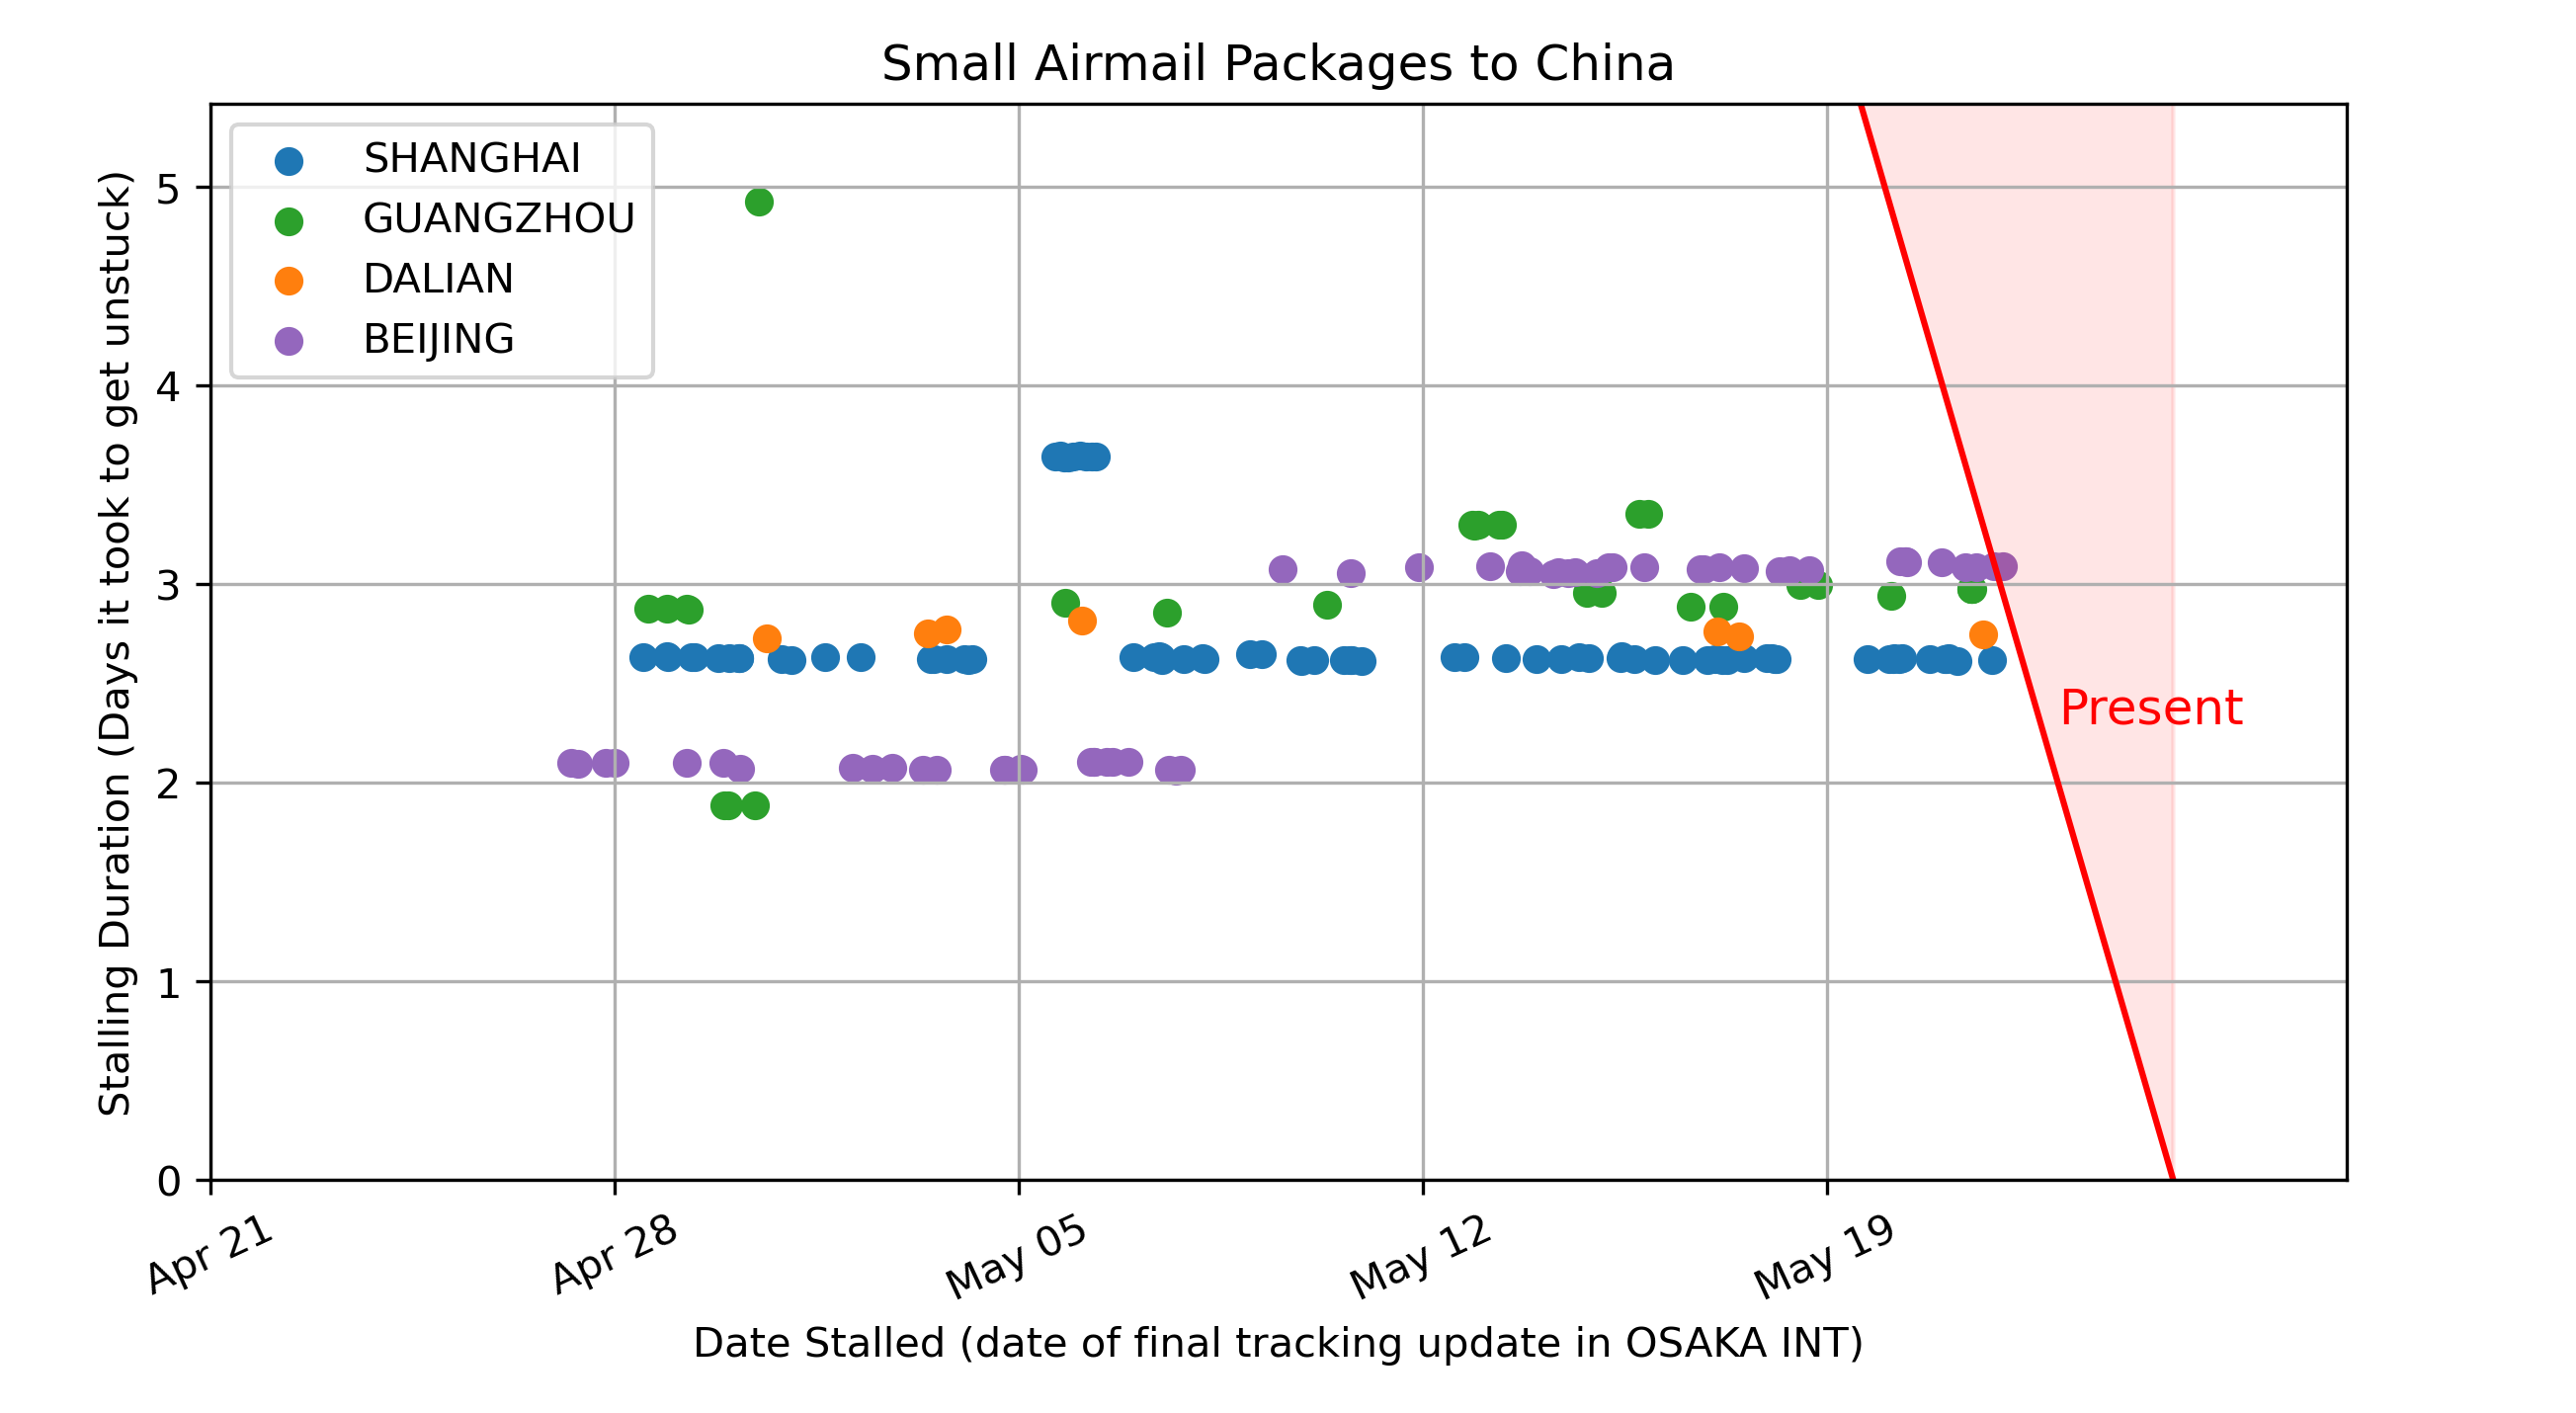 Small Airmail Packages to China
SHANGHAI
GUANGZHOU
DALIAN
BEIJING
Stalling Duration (Days it took to get unstuck)
5
4
3
2
1
0
Present
Apr 21
Apr 28
May 05
May 12
May 19
Date Stalled (date of final tracking update in OSAKA INT)